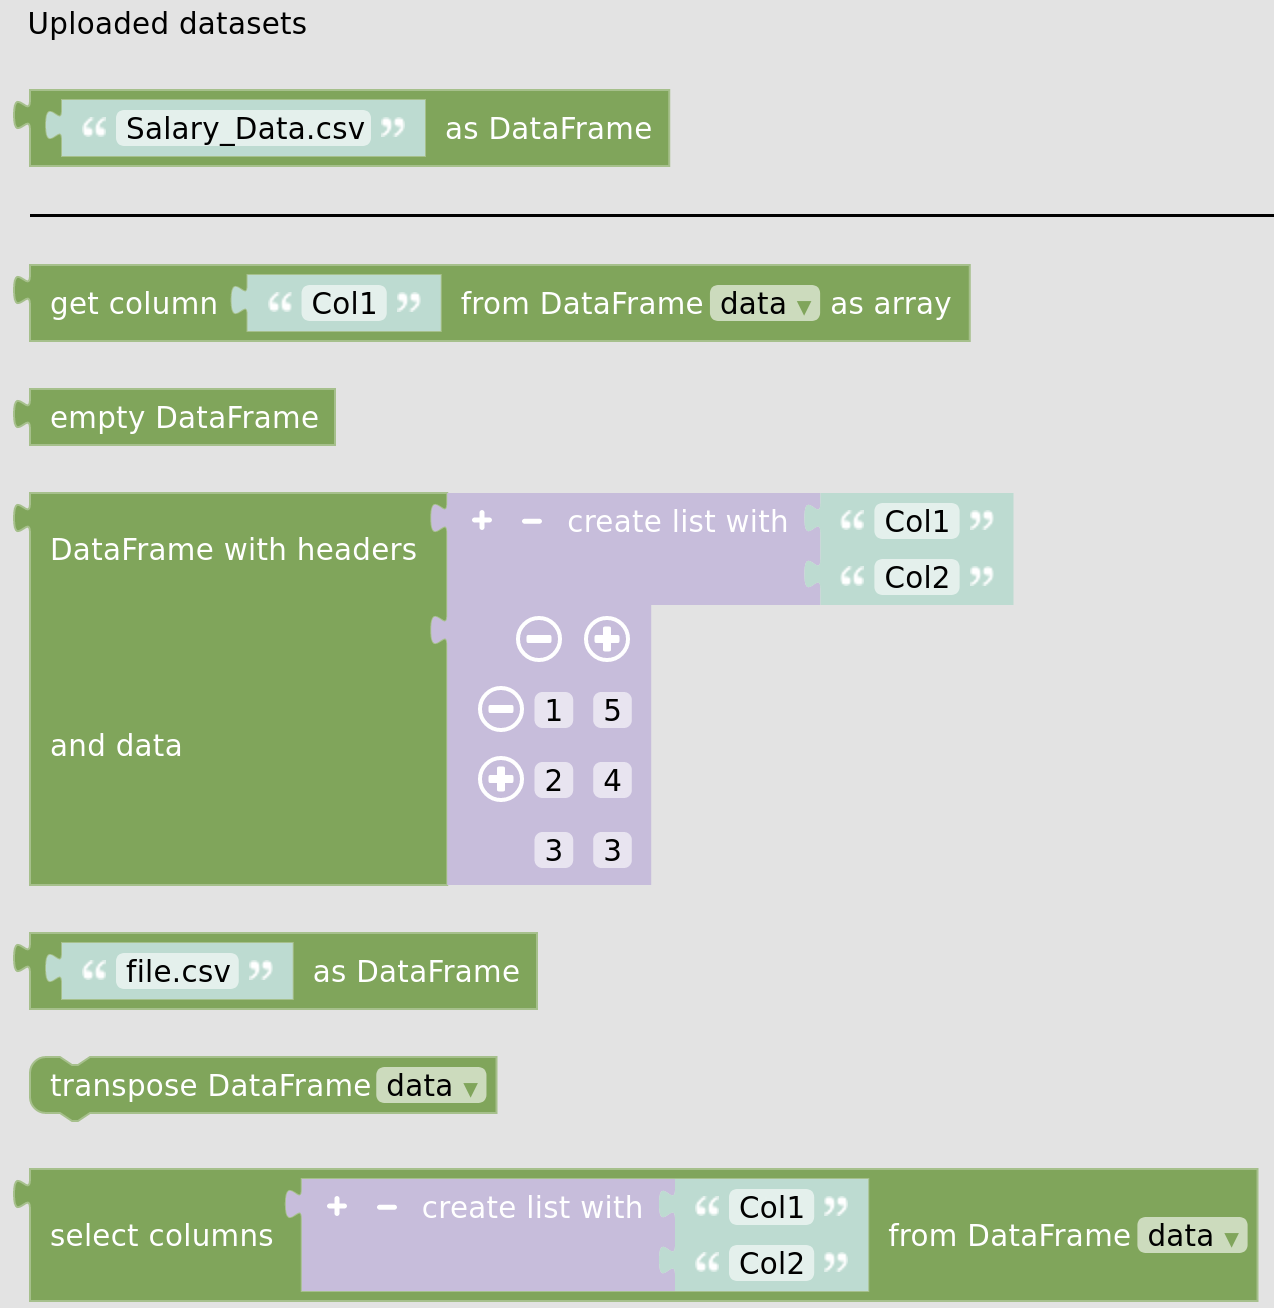 Uploaded datasets
“ Salary_Data.csv ” as DataFrame
get column “ Col1 ” from DataFrame data ▾ as array
empty DataFrame
DataFrame with headers + − create list with “ Col1 ”
“ Col2 ”
− +
− 1 5
and data
+ 2 4
3 3
“ file.csv ” as DataFrame
transpose DataFrame data ▾
select columns + − create list with “ Col1 ” from DataFrame data ▾
“ Col2 ”